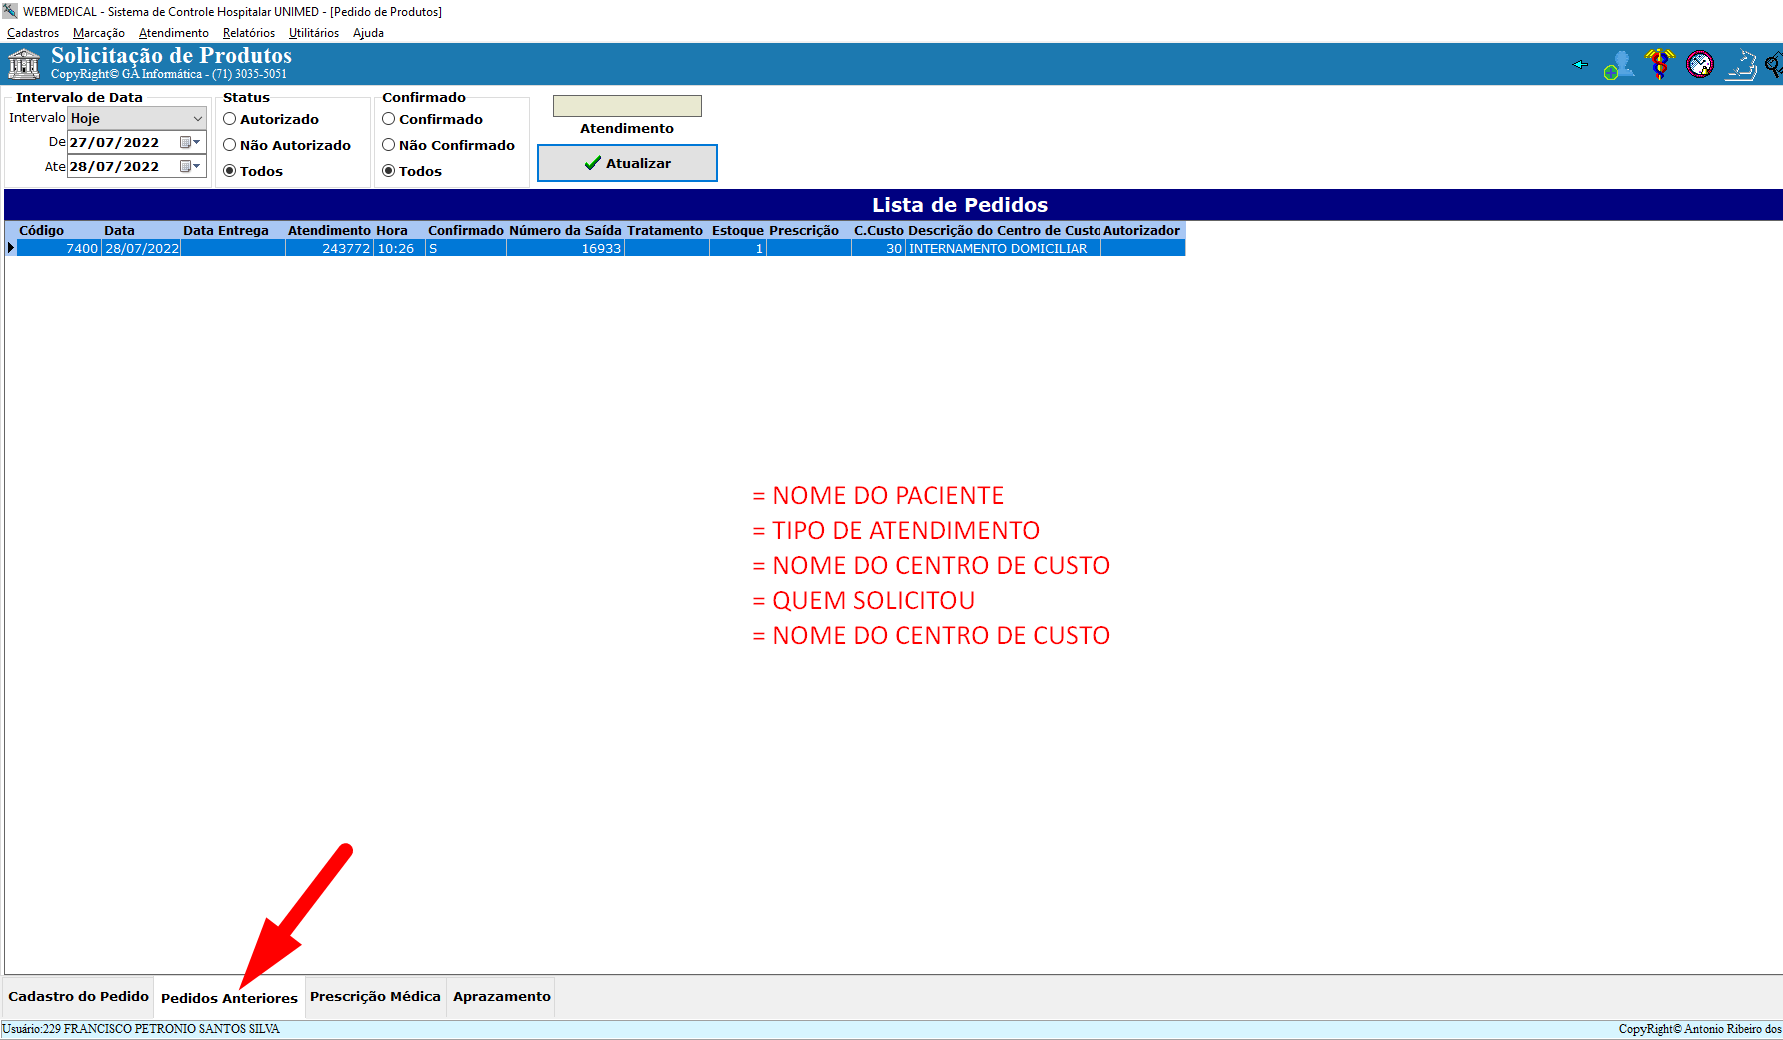 WEBMEDICAL - Sistema de Controle Hospitalar UNIMED - [Pedido de Produtos]
Cadastros Marcação Atendimento Relatórios Utilitários Ajuda
Solicitação de Produtos
CopyRight© GA Informática - (71) 3035-5051
Intervalo de Data Status Confirmado
Intervalo Hoje Autorizado Confirmado
Atendimento
De 27/07/2022 Não Autorizado Não Confirmado
Atualizar
Ate 28/07/2022 Todos Todos
Lista de Pedidos
Código Data Data Entrega Atendimento Hora Confirmado Número da Saída Tratamento Estoque Prescrição C.Custo Descrição do Centro de Custo Autorizador
7400 28/07/2022 243772 10:26 S 16933 1 30 INTERNAMENTO DOMICILIAR
= NOME DO PACIENTE
= TIPO DE ATENDIMENTO
= NOME DO CENTRO DE CUSTO
= QUEM SOLICITOU
= NOME DO CENTRO DE CUSTO
Cadastro do Pedido Pedidos Anteriores Prescrição Médica Aprazamento
Usuário:229 FRANCISCO PETRONIO SANTOS SILVA CopyRight© Antonio Ribeiro dos